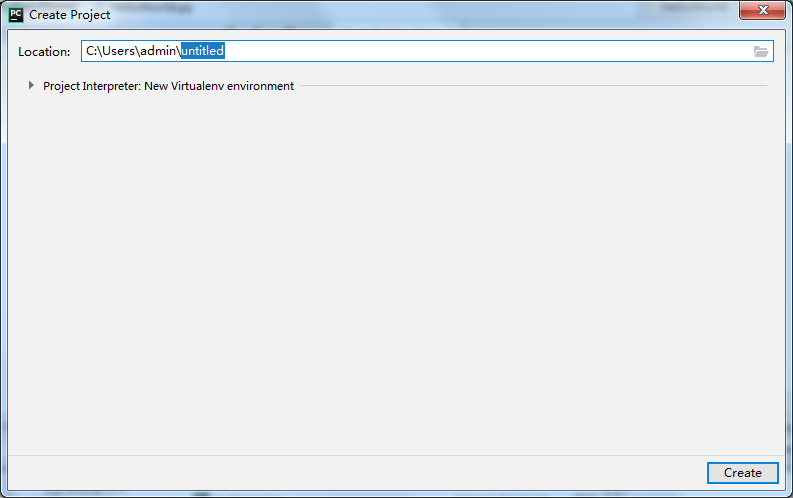 PC Create Project
Location: C:\Users\admin\untitled
Project Interpreter: New Virtualenv environment
Create